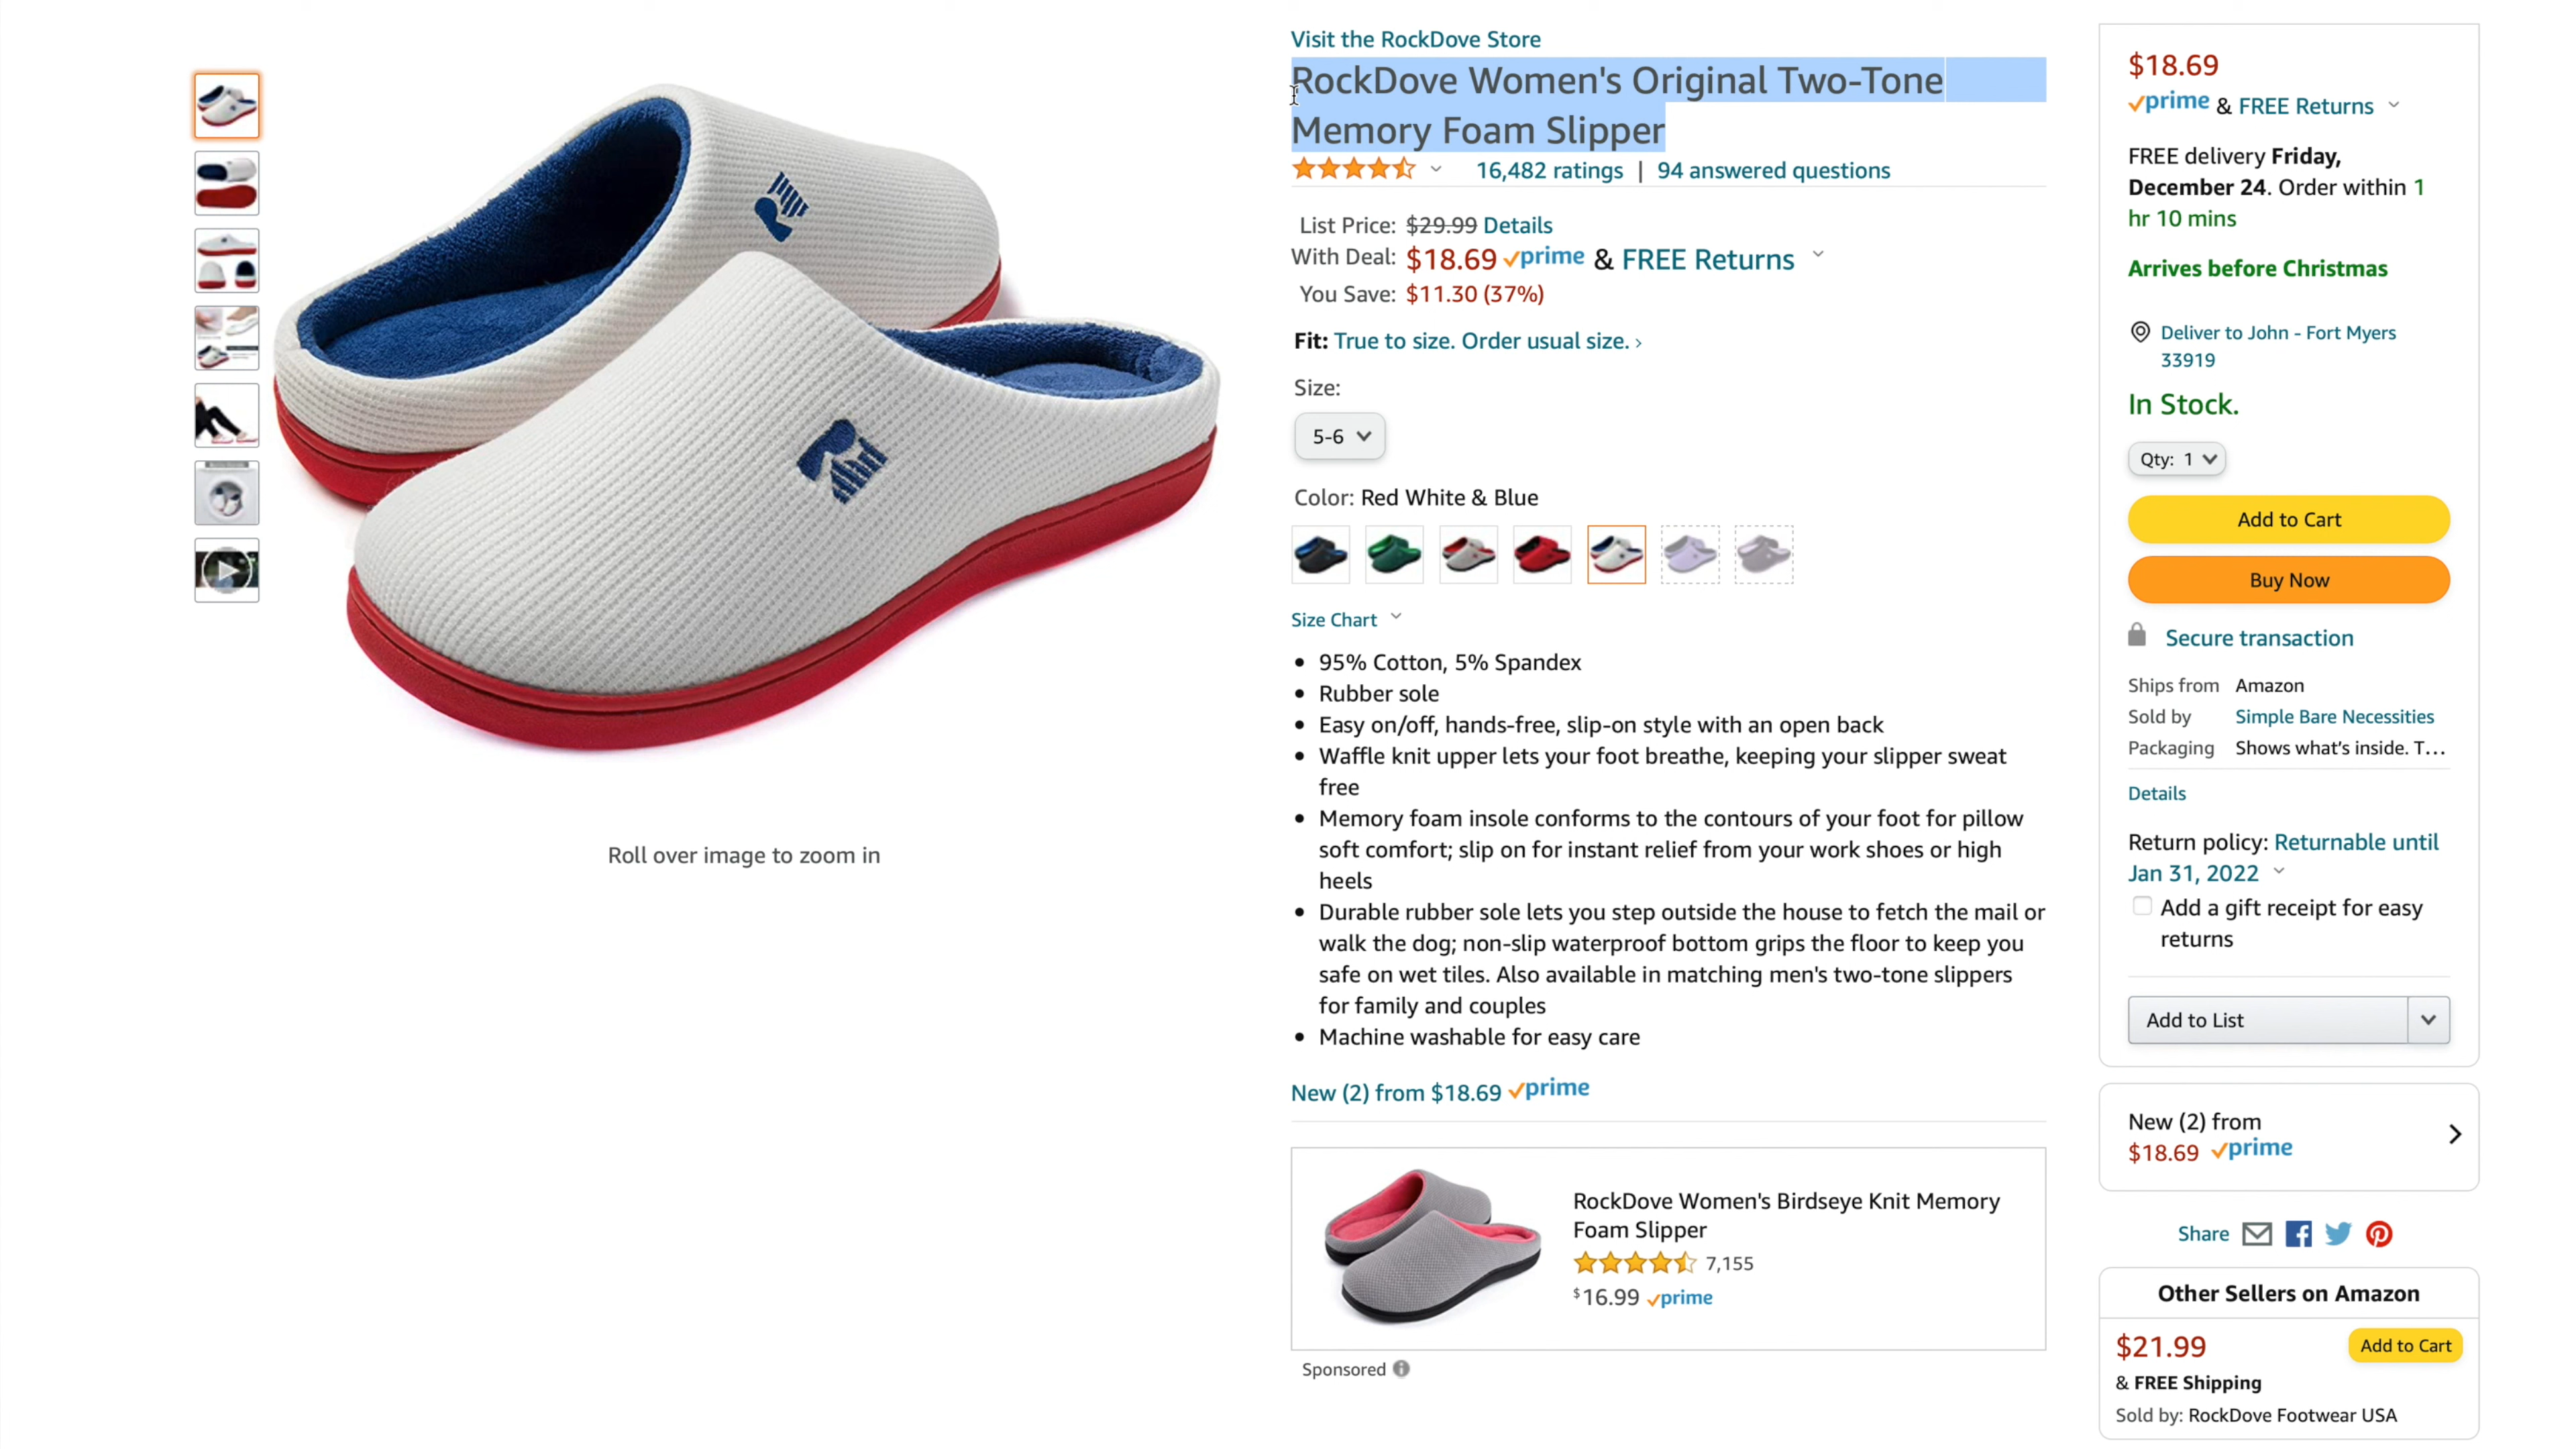 Visit the RockDove Store
RockDove Women's Original Two-Tone
Memory Foam Slipper
16,482 ratings | 94 answered questions
List Price: $29.99 Details
With Deal: $18.69 prime & FREE Returns
You Save: $11.30 (37%)
Fit: True to size. Order usual size. ›
Size:
5-6
Color: Red White & Blue
Size Chart
• 95% Cotton, 5% Spandex
• Rubber sole
• Easy on/off, hands-free, slip-on style with an open back
• Waffle knit upper lets your foot breathe, keeping your slipper sweat
free
• Memory foam insole conforms to the contours of your foot for pillow
soft comfort; slip on for instant relief from your work shoes or high
heels
• Durable rubber sole lets you step outside the house to fetch the mail or
walk the dog; non-slip waterproof bottom grips the floor to keep you
safe on wet tiles. Also available in matching men's two-tone slippers
for family and couples
• Machine washable for easy care
New (2) from $18.69 prime
RockDove Women's Birdseye Knit Memory
Foam Slipper
7,155
$16.99 prime
Sponsored
Roll over image to zoom in
$18.69
prime & FREE Returns
FREE delivery Friday,
December 24. Order within 1
hr 10 mins
Arrives before Christmas
Deliver to John - Fort Myers
33919
In Stock.
Qty: 1
Add to Cart
Buy Now
Secure transaction
Ships from Amazon
Sold by Simple Bare Necessities
Packaging Shows what's inside. T...
Details
Return policy: Returnable until
Jan 31, 2022
Add a gift receipt for easy
returns
Add to List
New (2) from
$18.69 prime
Share
Other Sellers on Amazon
$21.99 Add to Cart
& FREE Shipping
Sold by: RockDove Footwear USA